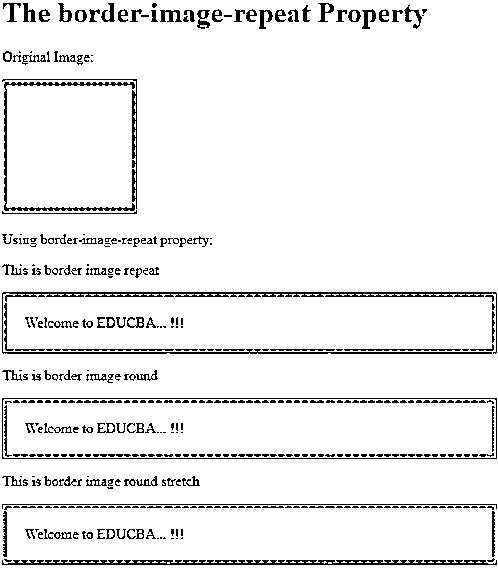 The border-image-repeat Property
Original Image:
Using border-image-repeat property:
This is border image repeat
Welcome to EDUCBA... !!!
This is border image round
Welcome to EDUCBA... !!!
This is border image round stretch
Welcome to EDUCBA... !!!